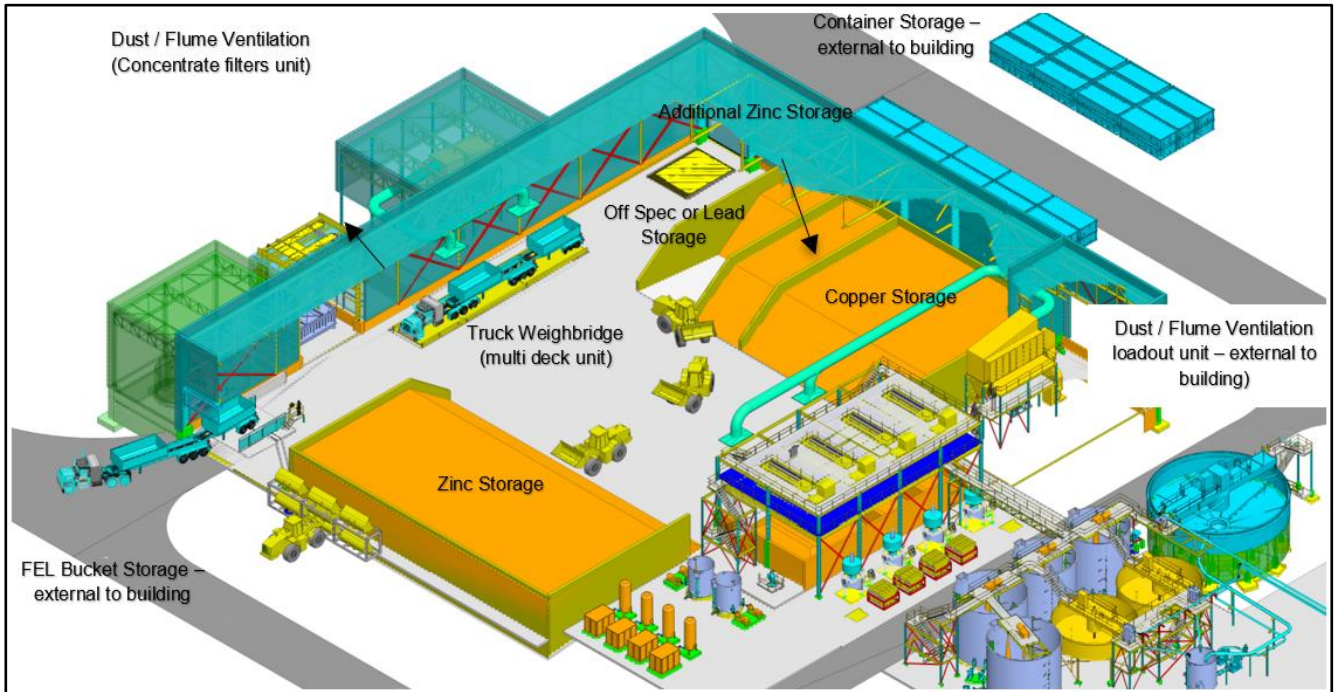 Dust / Flume Ventilation
(Concentrate filters unit)
Container Storage –
external to building
Additional Zinc Storage
Off Spec or Lead
Storage
Copper Storage
Truck Weighbridge
(multi deck unit)
Dust / Flume Ventilation
loadout unit – external to
building)
Zinc Storage
FEL Bucket Storage –
external to building